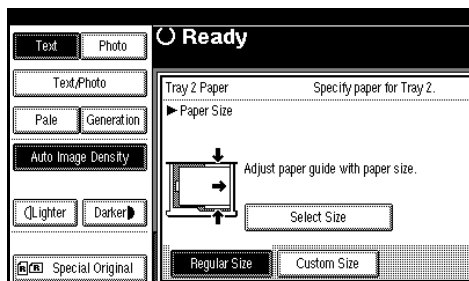 Text Photo
Text/Photo
Pale Generation
Auto Image Density
Lighter Darker
R R Special Original
Ready
Tray 2 Paper Specify paper for Tray 2.
Paper Size
Adjust paper guide with paper size.
Select Size
Regular Size Custom Size